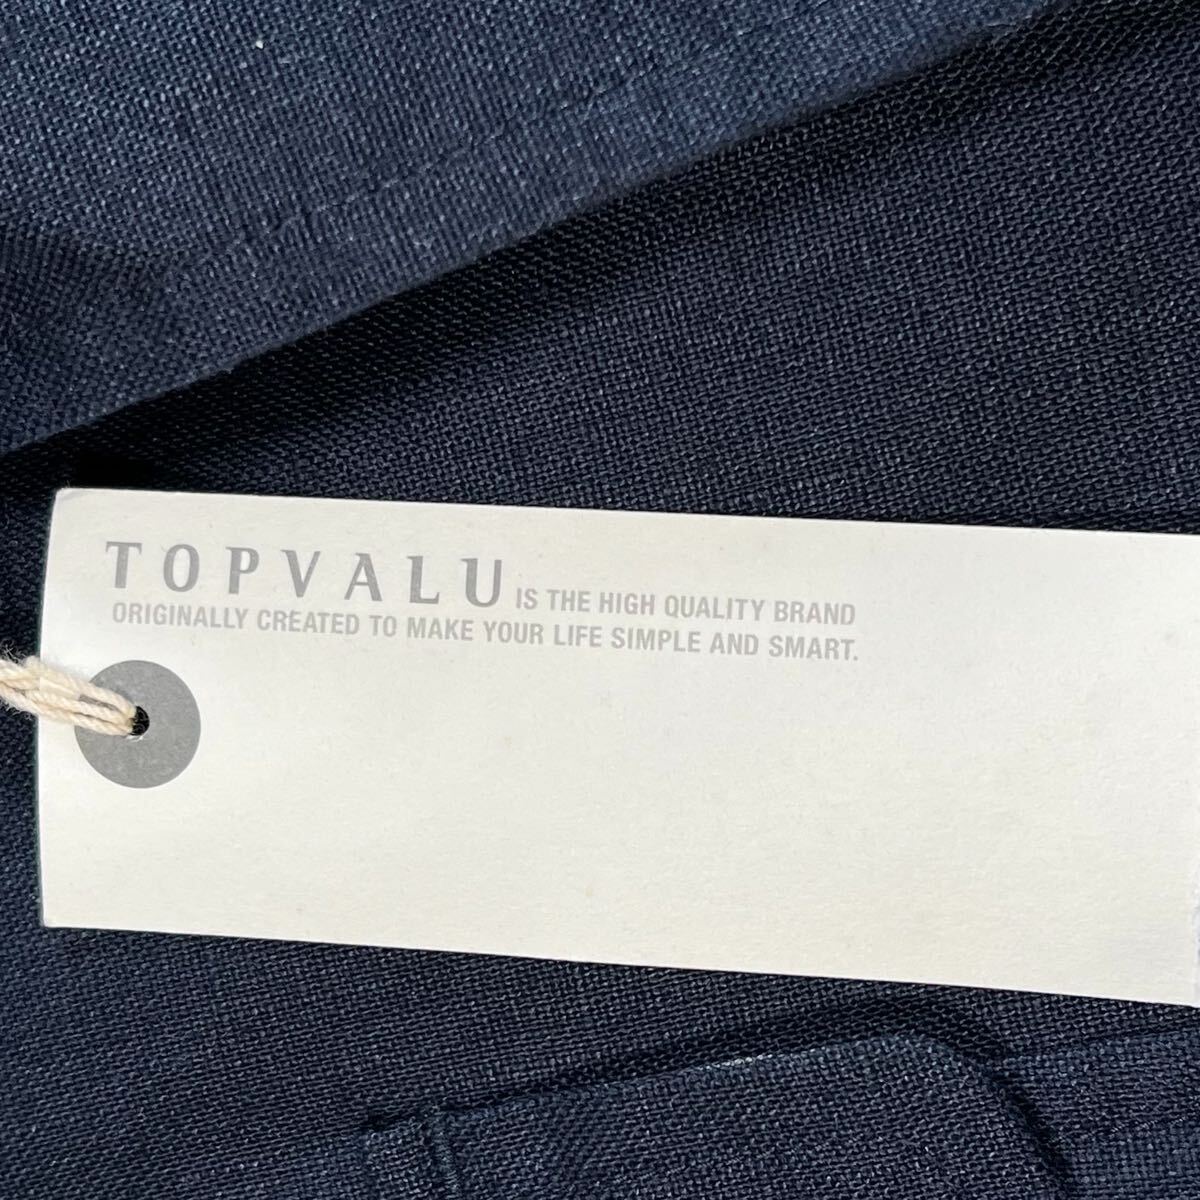 TOPVALU IS THE HIGH QUALITY BRAND
ORIGINALLY CREATED TO MAKE YOUR LIFE SIMPLE AND SMART.